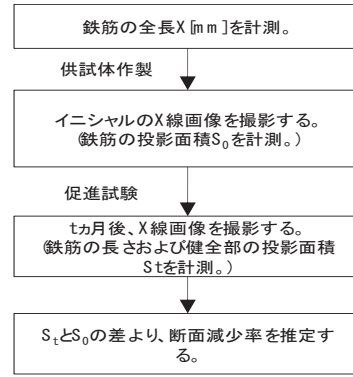 鉄筋の全長X[mm]を計測。
供試体作製
イニシャルのX線画像を撮影する。
(鉄筋の投影面積S₀を計測。)
促進試験
tヵ月後、X線画像を撮影する。
(鉄筋の長さおよび健全部の投影面積
Stを計測。)
SₜとS₀の差より、断面減少率を推定す
る。